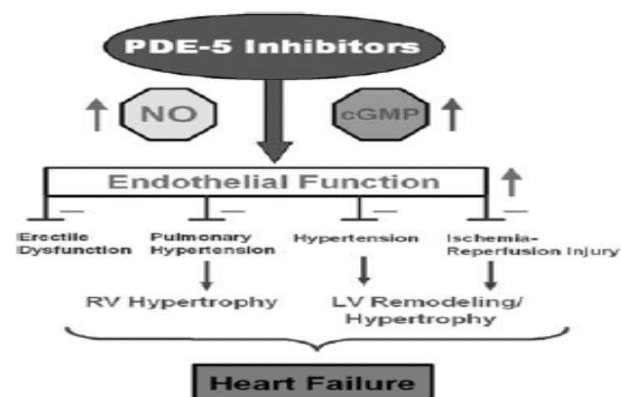 PDE-5 Inhibitors
NO
cGMP
Endothelial Function
Erectile Dysfunction
Pulmonary Hypertension
Hypertension
Ischemia-Reperfusion Injury
RV Hypertrophy
LV Remodeling/
Hypertrophy
Heart Failure